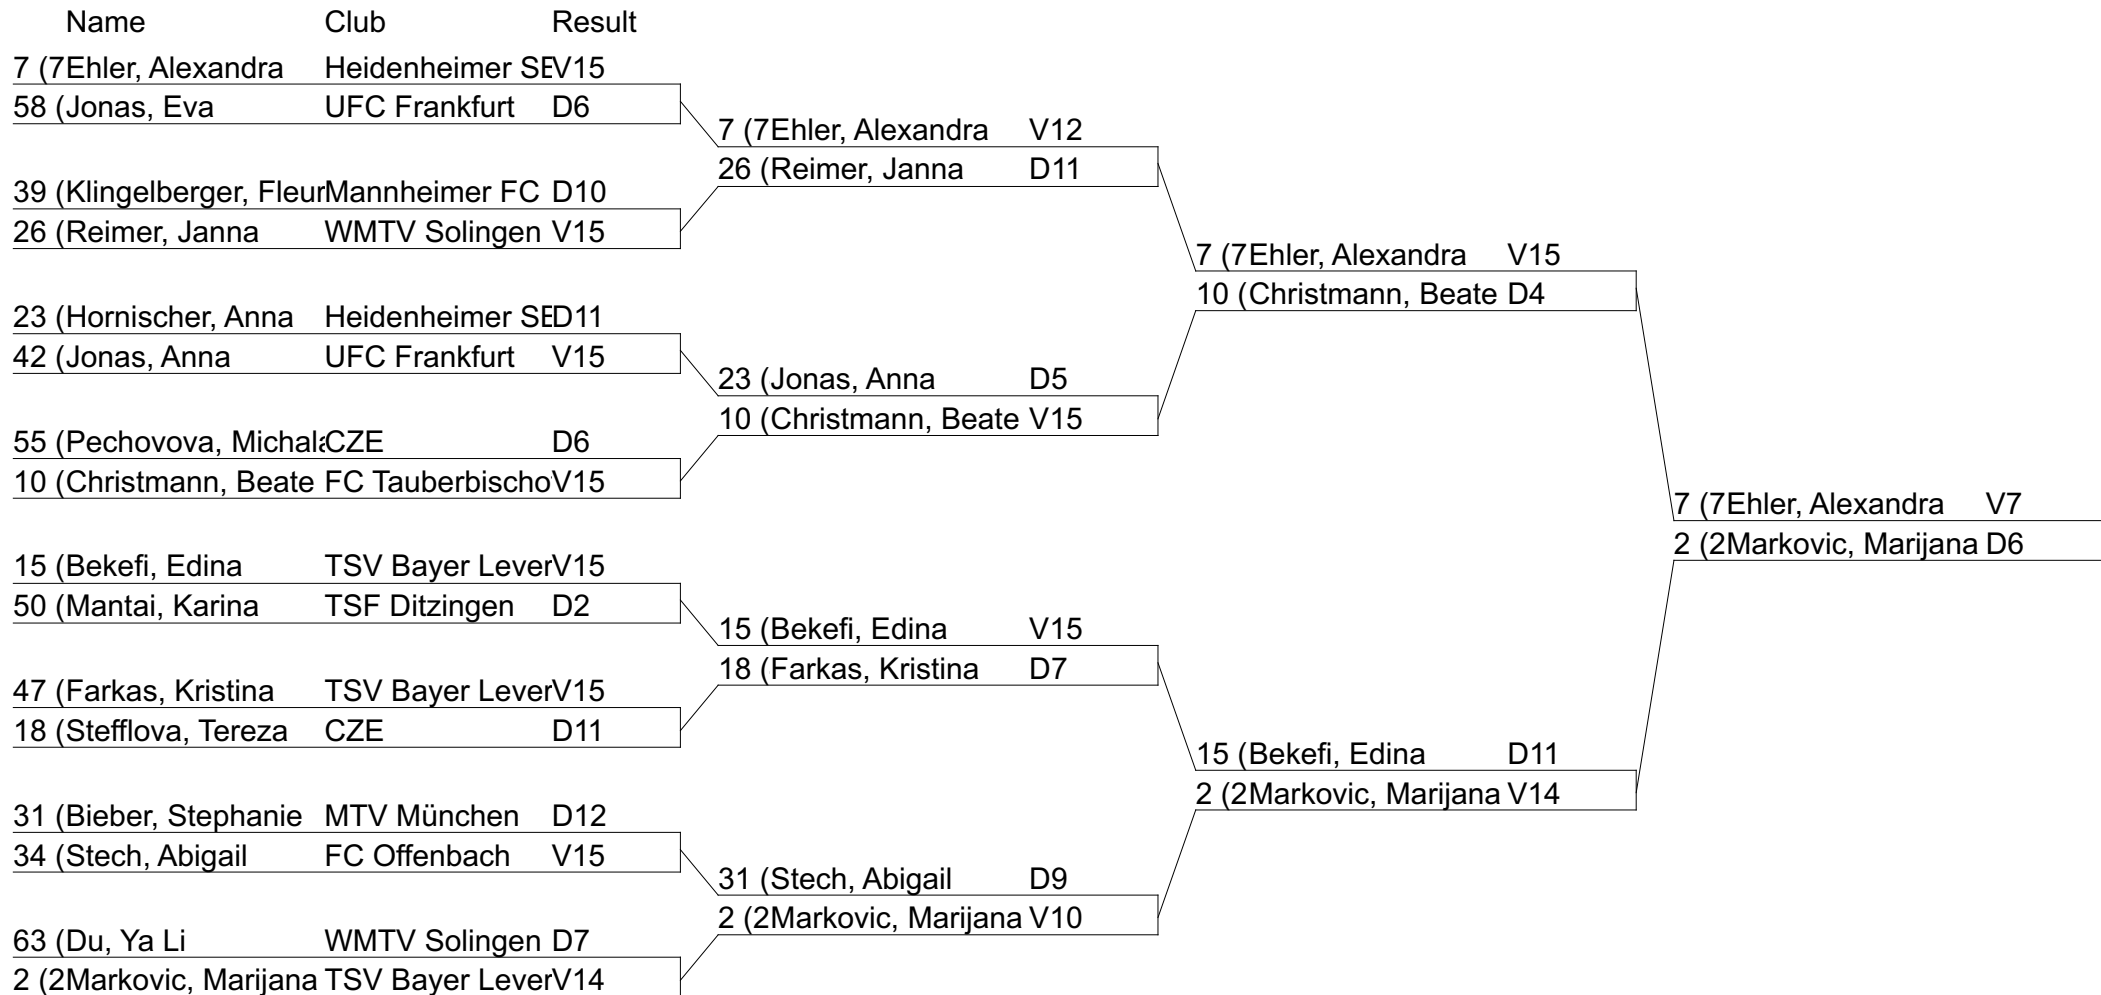 Name Club Result
7 (7Ehler, Alexandra Heidenheimer SEV15
58 (Jonas, Eva UFC Frankfurt D6
7 (7Ehler, Alexandra V12
26 (Reimer, Janna D11
39 (Klingelberger, FleurMannheimer FC D10
26 (Reimer, Janna WMTV Solingen V15
7 (7Ehler, Alexandra V15
10 (Christmann, Beate D4
23 (Hornischer, Anna Heidenheimer SED11
42 (Jonas, Anna UFC Frankfurt V15
23 (Jonas, Anna D5
10 (Christmann, Beate V15
55 (Pechovova, MichalaCZE D6
10 (Christmann, Beate FC TauberbischoV15
7 (7Ehler, Alexandra V7
2 (2Markovic, Marijana D6
15 (Bekefi, Edina TSV Bayer LeverV15
50 (Mantai, Karina TSF Ditzingen D2
15 (Bekefi, Edina V15
18 (Farkas, Kristina D7
47 (Farkas, Kristina TSV Bayer LeverV15
18 (Stefflova, Tereza CZE D11
15 (Bekefi, Edina D11
2 (2Markovic, Marijana V14
31 (Bieber, Stephanie MTV München D12
34 (Stech, Abigail FC Offenbach V15
31 (Stech, Abigail D9
2 (2Markovic, Marijana V10
63 (Du, Ya Li WMTV Solingen D7
2 (2Markovic, Marijana TSV Bayer LeverV14